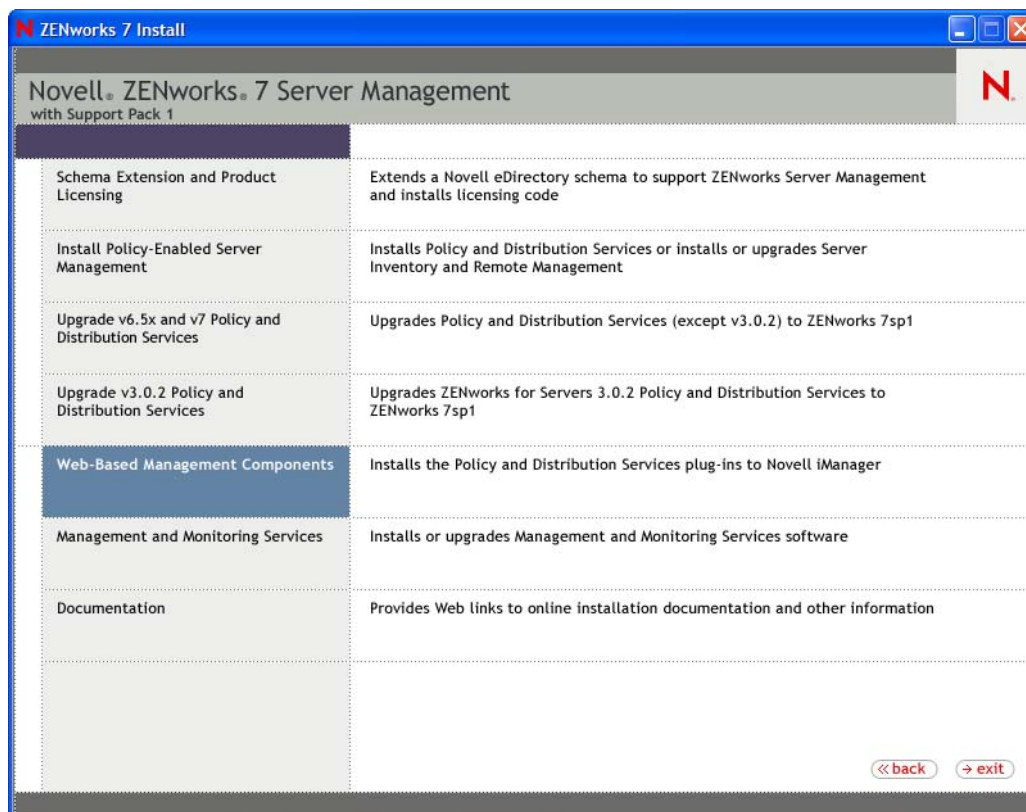 N ZENworks 7 Install
Novell® ZENworks® 7 Server Management
with Support Pack 1
N®
Schema Extension and Product
Licensing
Extends a Novell eDirectory schema to support ZENworks Server Management
and installs licensing code
Install Policy-Enabled Server
Management
Installs Policy and Distribution Services or installs or upgrades Server
Inventory and Remote Management
Upgrade v6.5x and v7 Policy and
Distribution Services
Upgrades Policy and Distribution Services (except v3.0.2) to ZENworks 7sp1
Upgrade v3.0.2 Policy and
Distribution Services
Upgrades ZENworks for Servers 3.0.2 Policy and Distribution Services to
ZENworks 7sp1
Web-Based Management Components
Installs the Policy and Distribution Services plug-ins to Novell iManager
Management and Monitoring Services
Installs or upgrades Management and Monitoring Services software
Documentation
Provides Web links to online installation documentation and other information
« back
→ exit